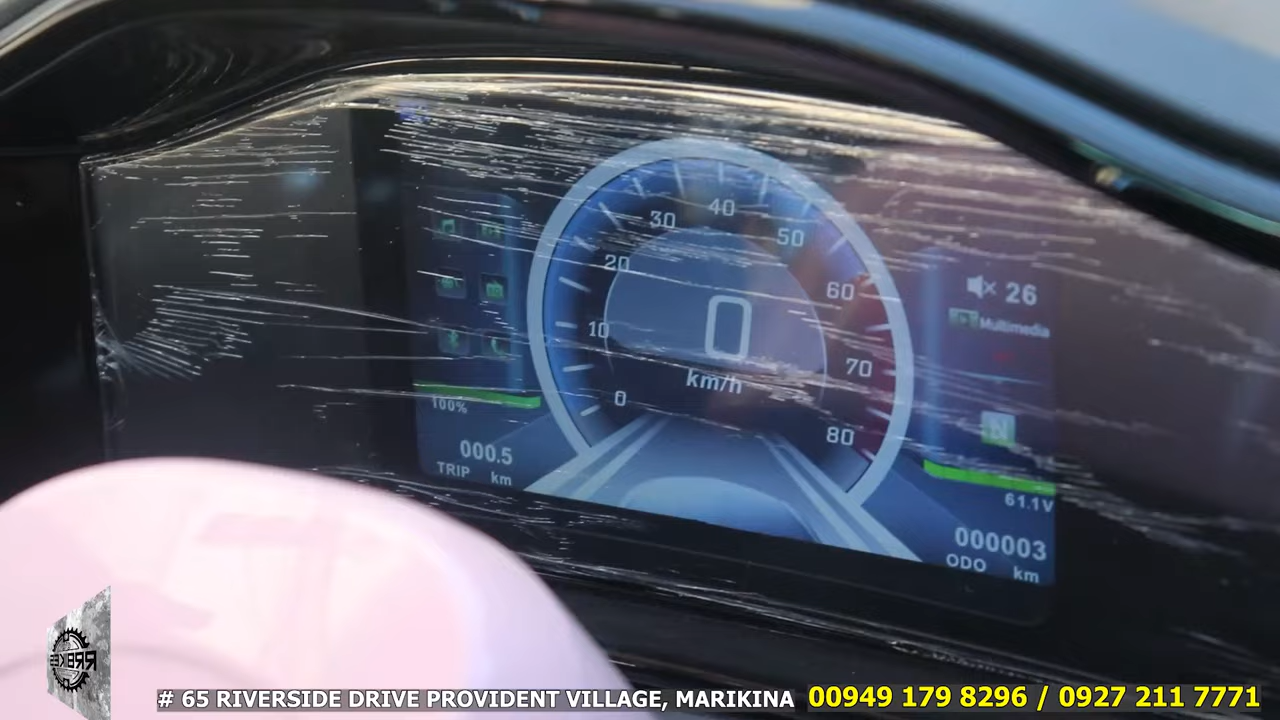 0
10
20
30
40
50
60
70
80
0
km/h
100%
000.5
TRIP km
26
Multimedia
N
61.1V
000003
ODO km
RRBIKES
# 65 RIVERSIDE DRIVE PROVIDENT VILLAGE, MARIKINA 00949 179 8296 / 0927 211 7771